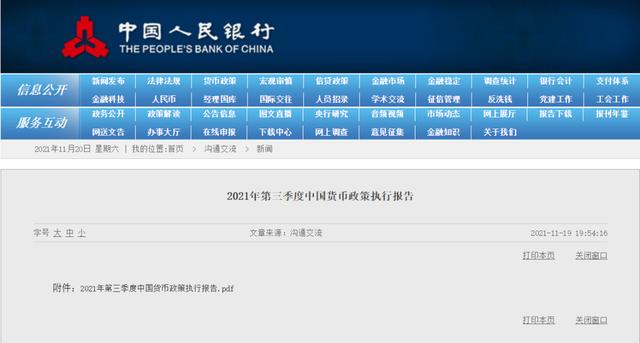 中国人民银行
THE PEOPLE'S BANK OF CHINA
信息公开 新闻发布 法律法规 货币政策 宏观审慎 信贷政策 金融市场 金融稳定 调查统计 银行会计 支付体系
金融科技 人民币 经理国库 国际交往 人员招录 学术交流 征信管理 反洗钱 党建工作 工会工作
服务互动 政务公开 政策解读 公告信息 图文直播 央行研究 音频视频 市场动态 网上展厅 报告下载 报刊年鉴
网送文告 办事大厅 在线申报 下载中心 网上调查 意见征集 金融知识 关于我们
2021年11月20日 星期六 | 我的位置:首页 > 沟通交流 > 新闻
2021年第三季度中国货币政策执行报告
字号 大 中 小 文章来源：沟通交流 2021-11-19 19:54:16
打印本页 关闭窗口
附件：2021年第三季度中国货币政策执行报告.pdf
打印本页 关闭窗口